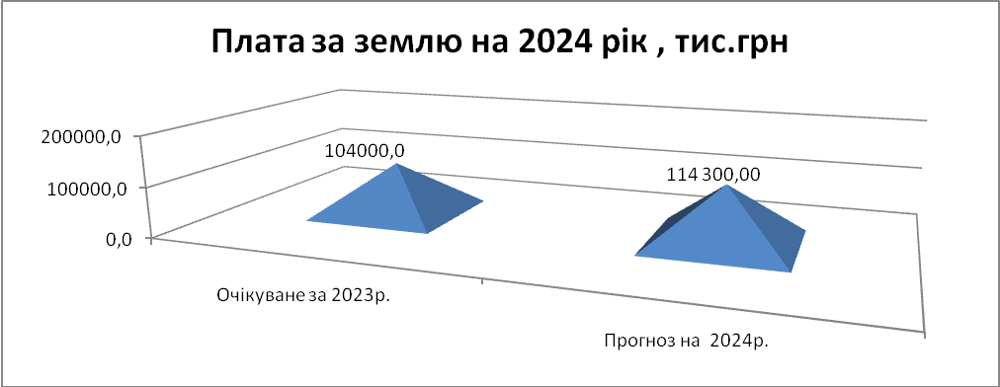 Плата за землю на 2024 рік , тис.грн
200000,0
100000,0
0,0
104000,0
114 300,00
Очікуване за 2023р.
Прогноз на 2024р.